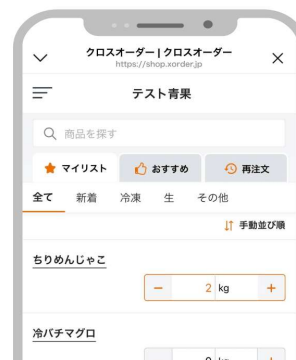 クロスオーダー | クロスオーダー
https://shop.xorder.jp
テスト青果
商品を探す
マイリスト おすすめ 再注文
全て 新着 冷凍 生 その他
手動並び順
ちりめんじゃこ
− 2 kg +
冷バチマグロ
0 kg +